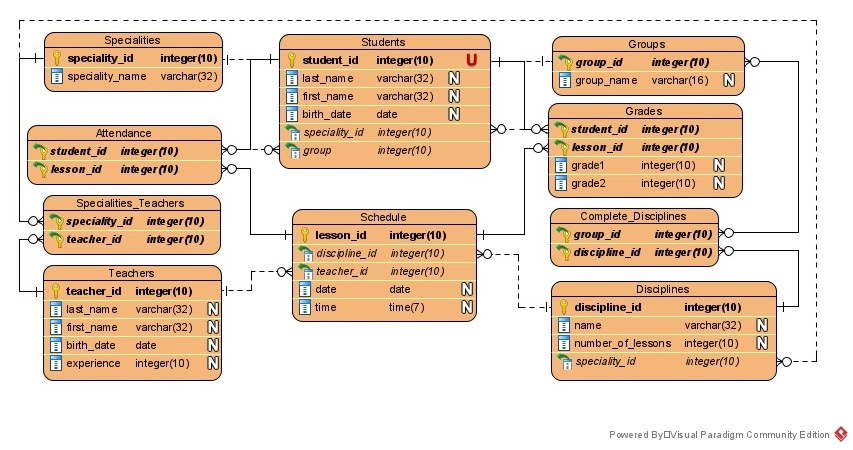 Specialities
speciality_id integer(10)
speciality_name varchar(32)
Students
student_id integer(10) U
last_name varchar(32) N
first_name varchar(32) N
birth_date date N
speciality_id integer(10)
group integer(10)
Groups
group_id integer(10)
group_name varchar(16) N
Attendance
student_id integer(10)
lesson_id integer(10)
Grades
student_id integer(10)
lesson_id integer(10)
grade1 integer(10) N
grade2 integer(10) N
Specialities_Teachers
speciality_id integer(10)
teacher_id integer(10)
Schedule
lesson_id integer(10)
discipline_id integer(10)
teacher_id integer(10)
date date N
time time(7) N
Complete_Disciplines
group_id integer(10)
discipline_id integer(10)
Teachers
teacher_id integer(10)
last_name varchar(32) N
first_name varchar(32) N
birth_date date N
experience integer(10) N
Disciplines
discipline_id integer(10)
name varchar(32) N
number_of_lessons integer(10) N
speciality_id integer(10)
Powered By□Visual Paradigm Community Edition